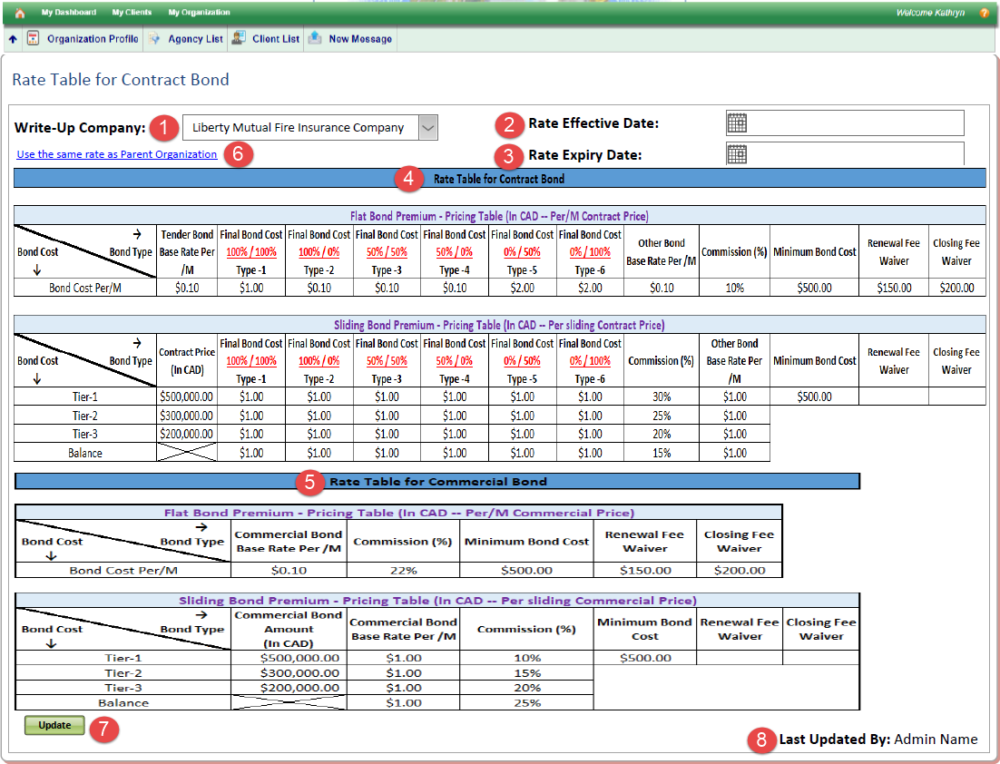 My Dashboard My Clients My Organization Welcome Kathryn ?
Organization Profile Agency List Client List New Message
Rate Table for Contract Bond
Write-Up Company: 1 Liberty Mutual Fire Insurance Company 2 Rate Effective Date:
Use the same rate as Parent Organization 6 3 Rate Expiry Date:
4 Rate Table for Contract Bond
Flat Bond Premium - Pricing Table (In CAD -- Per/M Contract Price)
→ Tender Bond Final Bond Cost Final Bond Cost Final Bond Cost Final Bond Cost Final Bond Cost Final Bond Cost
Bond Cost Bond Type Base Rate Per 100% / 100% 100% / 0% 50% / 50% 50% / 0% 0% / 50% 0% / 100% Other Bond Base Rate Per /M Commission (%) Minimum Bond Cost Renewal Fee Waiver Closing Fee Waiver
↓ /M Type -1 Type -2 Type -3 Type -4 Type -5 Type -6
Bond Cost Per/M $0.10 $1.00 $0.10 $0.10 $0.10 $2.00 $2.00 $0.10 10% $500.00 $150.00 $200.00
Sliding Bond Premium - Pricing Table (In CAD -- Per sliding Contract Price)
→ Final Bond Cost Final Bond Cost Final Bond Cost Final Bond Cost Final Bond Cost Final Bond Cost Other Bond
Bond Cost Bond Type Contract Price (In CAD) 100% / 100% 100% / 0% 50% / 50% 50% / 0% 0% / 50% 0% / 100% Commission (%) Base Rate Per Minimum Bond Cost Renewal Fee Waiver Closing Fee Waiver
↓ Type -1 Type -2 Type -3 Type -4 Type -5 Type -6 /M
Tier-1 $500,000.00 $1.00 $1.00 $1.00 $1.00 $1.00 $1.00 30% $1.00 $500.00
Tier-2 $300,000.00 $1.00 $1.00 $1.00 $1.00 $1.00 $1.00 25% $1.00
Tier-3 $200,000.00 $1.00 $1.00 $1.00 $1.00 $1.00 $1.00 20% $1.00
Balance $1.00 $1.00 $1.00 $1.00 $1.00 $1.00 15% $1.00
5 Rate Table for Commercial Bond
Flat Bond Premium - Pricing Table (In CAD -- Per/M Commercial Price)
→ Commercial Bond Renewal Fee Closing Fee
Bond Cost Bond Type Base Rate Per /M Commission (%) Minimum Bond Cost Waiver Waiver
↓
Bond Cost Per/M $0.10 22% $500.00 $150.00 $200.00
Sliding Bond Premium - Pricing Table (In CAD -- Per sliding Commercial Price)
→ Commercial Bond Commercial Bond Minimum Bond Renewal Fee Closing Fee
Bond Cost Bond Type Amount Base Rate Per /M Commission (%) Cost Waiver Waiver
↓ (In CAD)
Tier-1 $500,000.00 $1.00 10% $500.00
Tier-2 $300,000.00 $1.00 15%
Tier-3 $200,000.00 $1.00 20%
Balance $1.00 25%
Update 7
8 Last Updated By: Admin Name